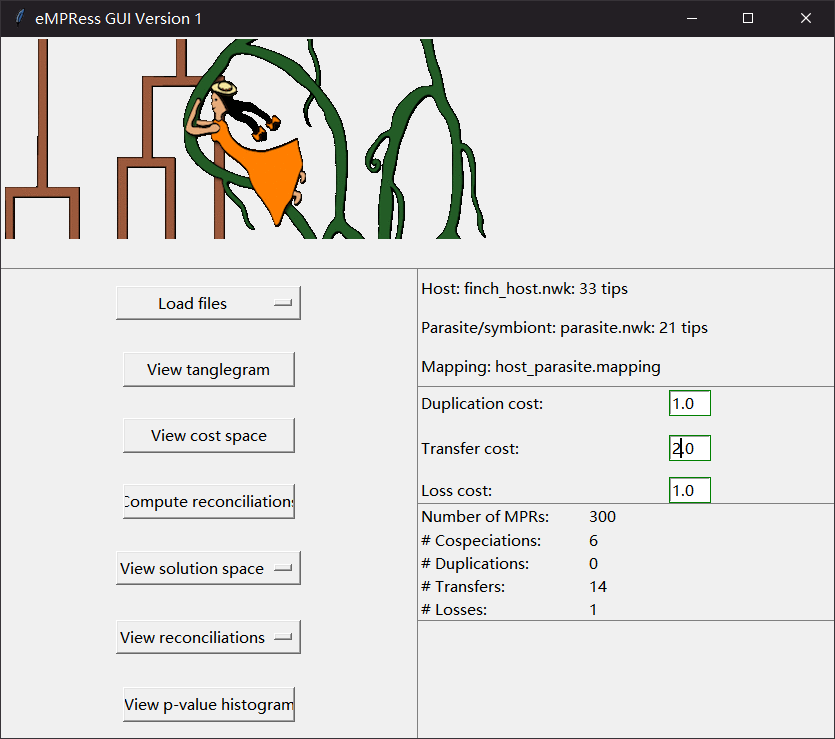 eMPRess GUI Version 1
Load files
View tanglegram
View cost space
Compute reconciliations
View solution space
View reconciliations
View p-value histogram
Host: finch_host.nwk: 33 tips
Parasite/symbiont: parasite.nwk: 21 tips
Mapping: host_parasite.mapping
Duplication cost: 1.0
Transfer cost: 2.0
Loss cost: 1.0
Number of MPRs: 300
# Cospeciations: 6
# Duplications: 0
# Transfers: 14
# Losses: 1